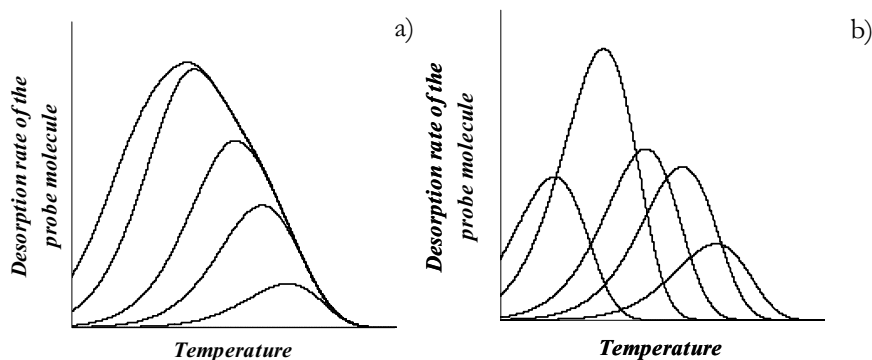 a)
Desorption rate of the
probe molecule
Temperature
b)
Desorption rate of the
probe molecule
Temperature